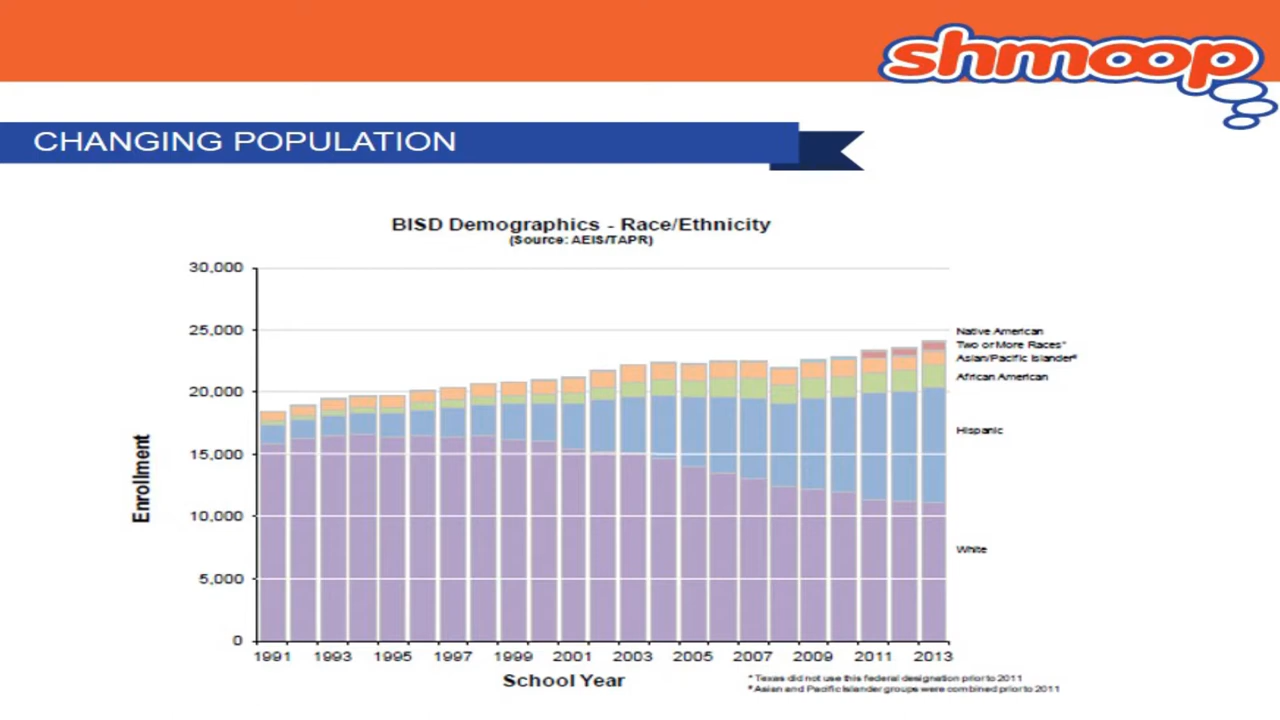 shmoop
CHANGING POPULATION
BISD Demographics - Race/Ethnicity
(Source: AEIS/TAPR)
30,000
25,000
20,000
15,000
10,000
5,000
0
Enrollment
Native American
Two or More Races*
Asian/Pacific Islander#
African American
Hispanic
White
1991 1993 1995 1997 1999 2001 2003 2005 2007 2009 2011 2013
School Year
* Texas did not use this federal designation prior to 2011
# Asian and Pacific Islander groups were combined prior to 2011